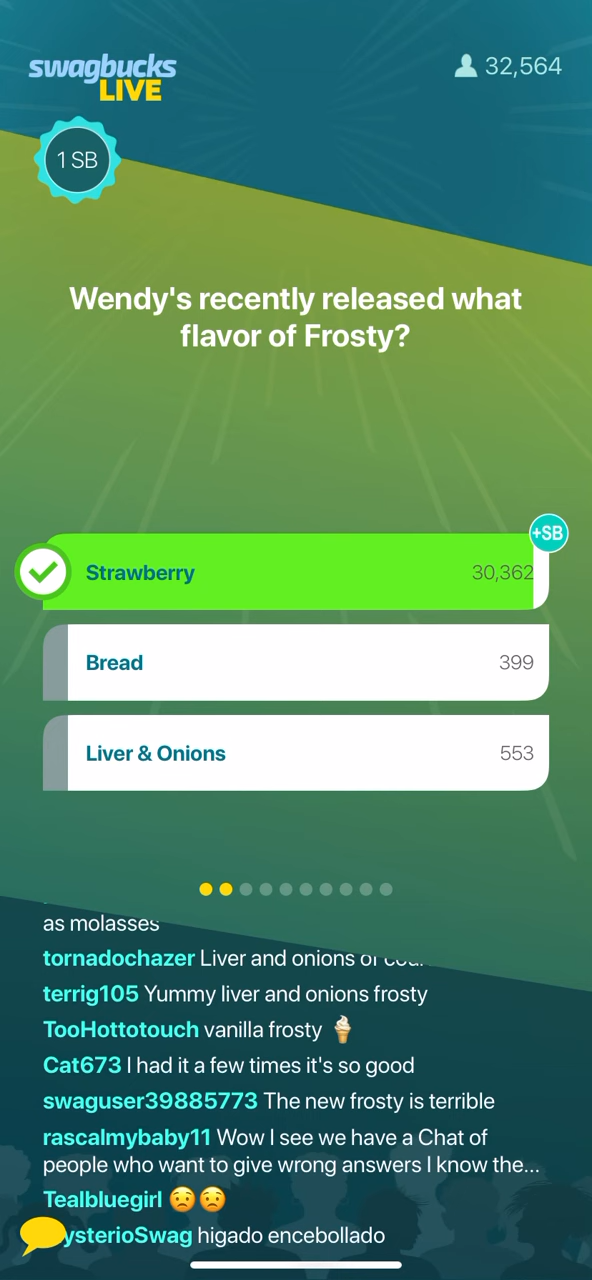 swagbucks
LIVE
32,564
1 SB
Wendy's recently released what
flavor of Frosty?
+SB
Strawberry 30,362
Bread 399
Liver & Onions 553
as molasses
tornadochazer Liver and onions of
terrig105 Yummy liver and onions frosty
TooHottotouch vanilla frosty 🍦
Cat673 I had it a few times it's so good
swaguser39885773 The new frosty is terrible
rascalmybaby11 Wow I see we have a Chat of
people who want to give wrong answers I know the...
Tealbluegirl 😟😟
ysterioSwag higado encebollado